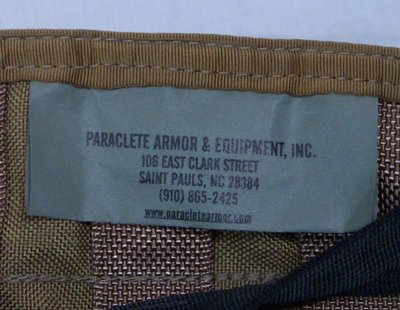 PARACLETE ARMOR & EQUIPMENT, INC.
106 EAST CLARK STREET
SAINT PAULS, NC 28384
(910) 865-2425
www.paracletearmor.com